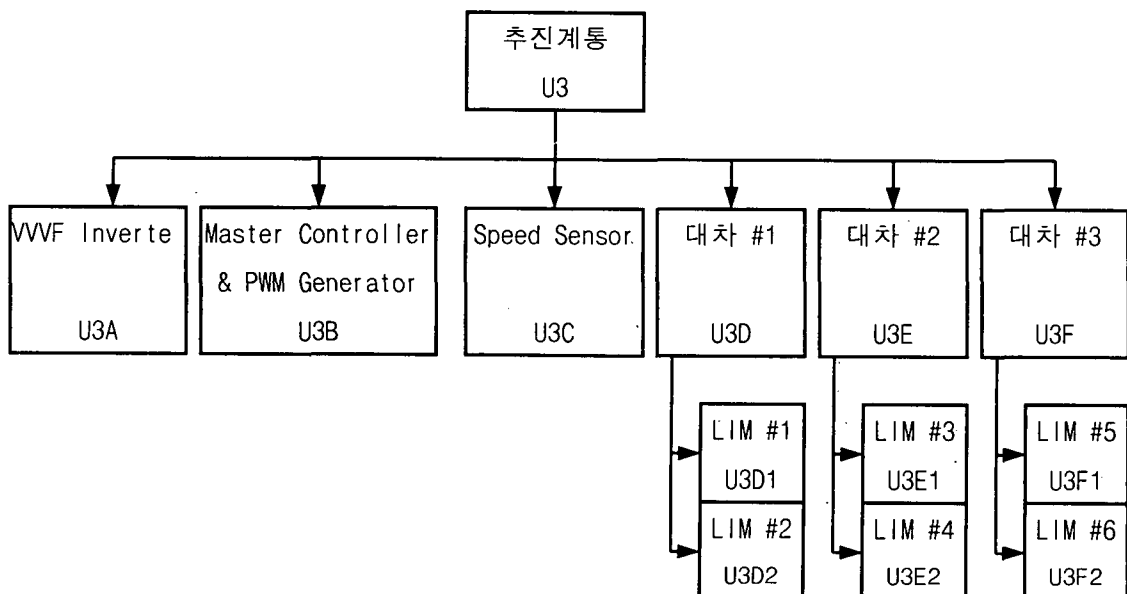 추진계통
U3
VVVF Inverte
U3A
Master Controller
& PWM Generator
U3B
Speed Sensor
U3C
대차 #1
U3D
대차 #2
U3E
대차 #3
U3F
LIM #1
U3D1
LIM #2
U3D2
LIM #3
U3E1
LIM #4
U3E2
LIM #5
U3F1
LIM #6
U3F2